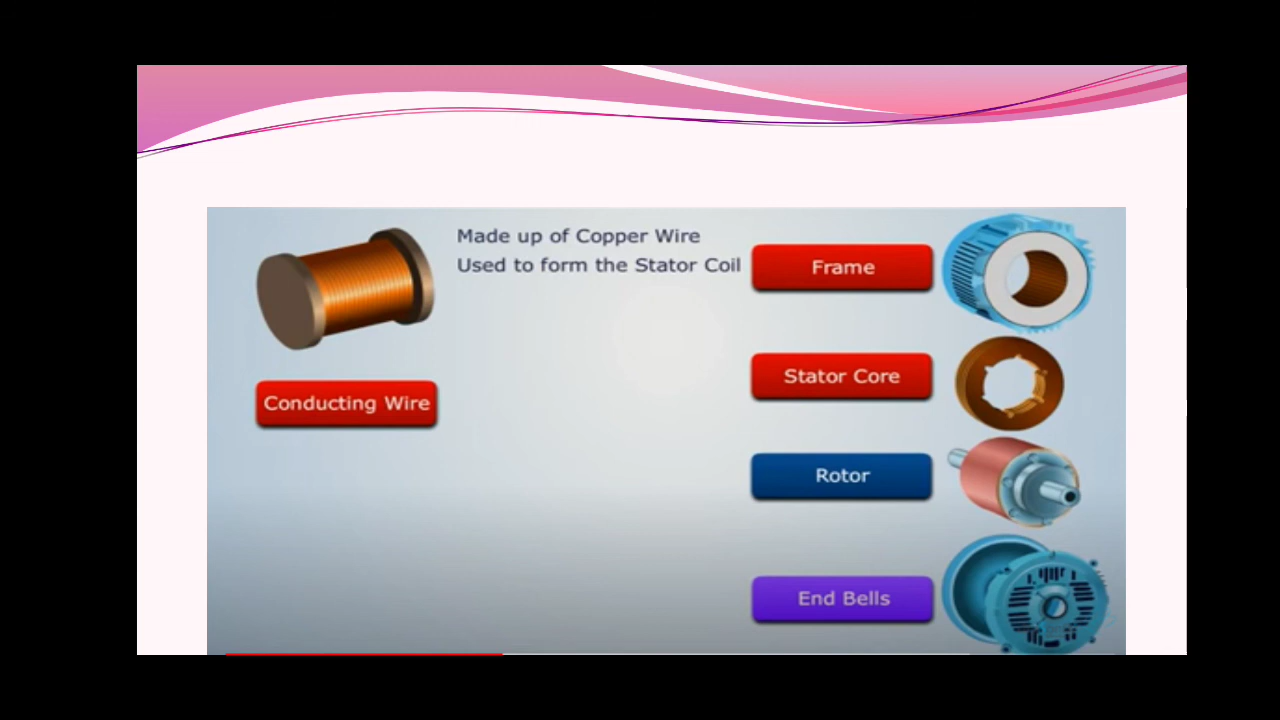 Made up of Copper Wire
Used to form the Stator Coil
Conducting Wire
Frame
Stator Core
Rotor
End Bells